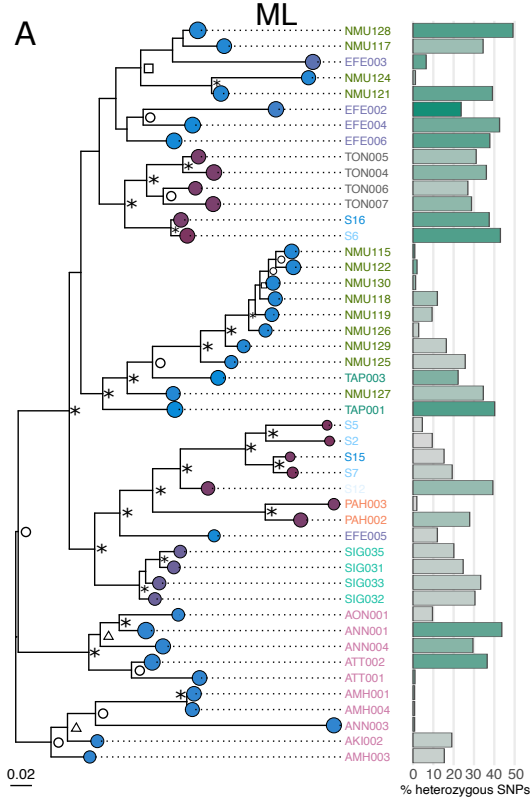 A
ML
NMU128
NMU117
EFE003
NMU124
NMU121
EFE002
EFE004
EFE006
TON005
TON004
TON006
TON007
S16
S6
NMU115
NMU122
NMU130
NMU118
NMU119
NMU126
NMU129
NMU125
TAP003
NMU127
TAP001
S5
S2
S15
S7
S12
PAH003
PAH002
EFE005
SIG035
SIG031
SIG033
SIG032
AON001
ANN001
ANN004
ATT002
ATT001
AMH001
AMH004
ANN003
AKI002
AMH003
0.02
0 10 20 30 40 50
% heterozygous SNPs